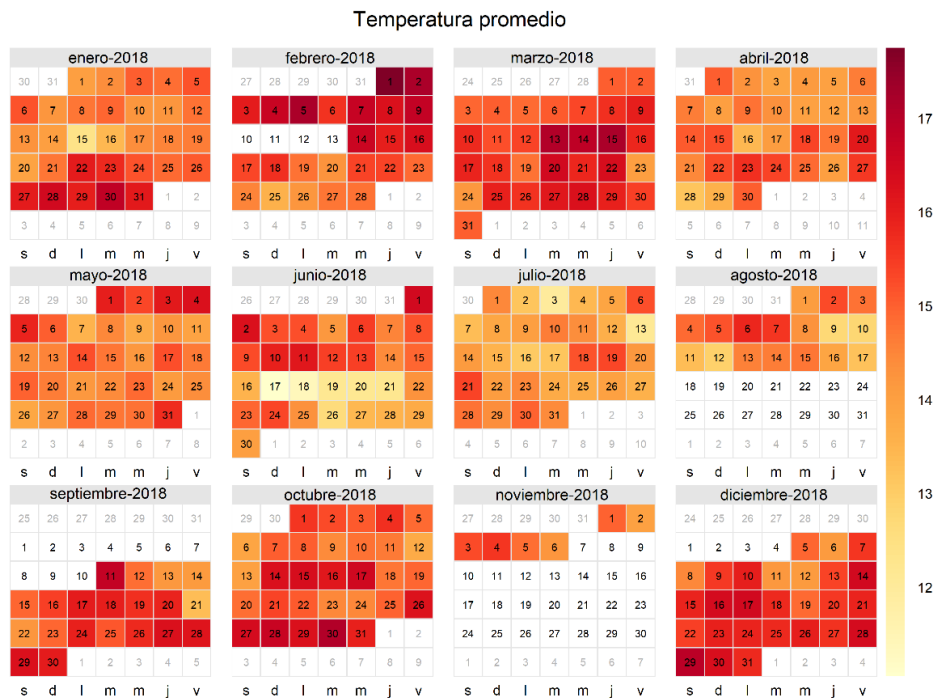 Temperatura promedio
enero-2018
30 31 1 2 3 4 5
6 7 8 9 10 11 12
13 14 15 16 17 18 19
20 21 22 23 24 25 26
27 28 29 30 31 1 2
3 4 5 6 7 8 9
s d l m m j v
febrero-2018
27 28 29 30 31 1 2
3 4 5 6 7 8 9
10 11 12 13 14 15 16
17 18 19 20 21 22 23
24 25 26 27 28 1 2
3 4 5 6 7 8 9
s d l m m j v
marzo-2018
24 25 26 27 28 1 2
3 4 5 6 7 8 9
10 11 12 13 14 15 16
17 18 19 20 21 22 23
24 25 26 27 28 29 30
31 1 2 3 4 5 6
s d l m m j v
abril-2018
31 1 2 3 4 5 6
7 8 9 10 11 12 13
14 15 16 17 18 19 20
21 22 23 24 25 26 27
28 29 30 1 2 3 4
5 6 7 8 9 10 11
s d l m m j v
mayo-2018
28 29 30 1 2 3 4
5 6 7 8 9 10 11
12 13 14 15 16 17 18
19 20 21 22 23 24 25
26 27 28 29 30 31 1
2 3 4 5 6 7 8
s d l m m j v
junio-2018
26 27 28 29 30 31 1
2 3 4 5 6 7 8
9 10 11 12 13 14 15
16 17 18 19 20 21 22
23 24 25 26 27 28 29
30 1 2 3 4 5 6
s d l m m j v
julio-2018
30 1 2 3 4 5 6
7 8 9 10 11 12 13
14 15 16 17 18 19 20
21 22 23 24 25 26 27
28 29 30 31 1 2 3
4 5 6 7 8 9 10
s d l m m j v
agosto-2018
28 29 30 31 1 2 3
4 5 6 7 8 9 10
11 12 13 14 15 16 17
18 19 20 21 22 23 24
25 26 27 28 29 30 31
1 2 3 4 5 6 7
s d l m m j v
septiembre-2018
25 26 27 28 29 30 31
1 2 3 4 5 6 7
8 9 10 11 12 13 14
15 16 17 18 19 20 21
22 23 24 25 26 27 28
29 30 1 2 3 4 5
s d l m m j v
octubre-2018
29 30 1 2 3 4 5
6 7 8 9 10 11 12
13 14 15 16 17 18 19
20 21 22 23 24 25 26
27 28 29 30 31 1 2
3 4 5 6 7 8 9
s d l m m j v
noviembre-2018
27 28 29 30 31 1 2
3 4 5 6 7 8 9
10 11 12 13 14 15 16
17 18 19 20 21 22 23
24 25 26 27 28 29 30
1 2 3 4 5 6 7
s d l m m j v
diciembre-2018
24 25 26 27 28 29 30
1 2 3 4 5 6 7
8 9 10 11 12 13 14
15 16 17 18 19 20 21
22 23 24 25 26 27 28
29 30 31 1 2 3 4
s d l m m j v
17
16
15
14
13
12